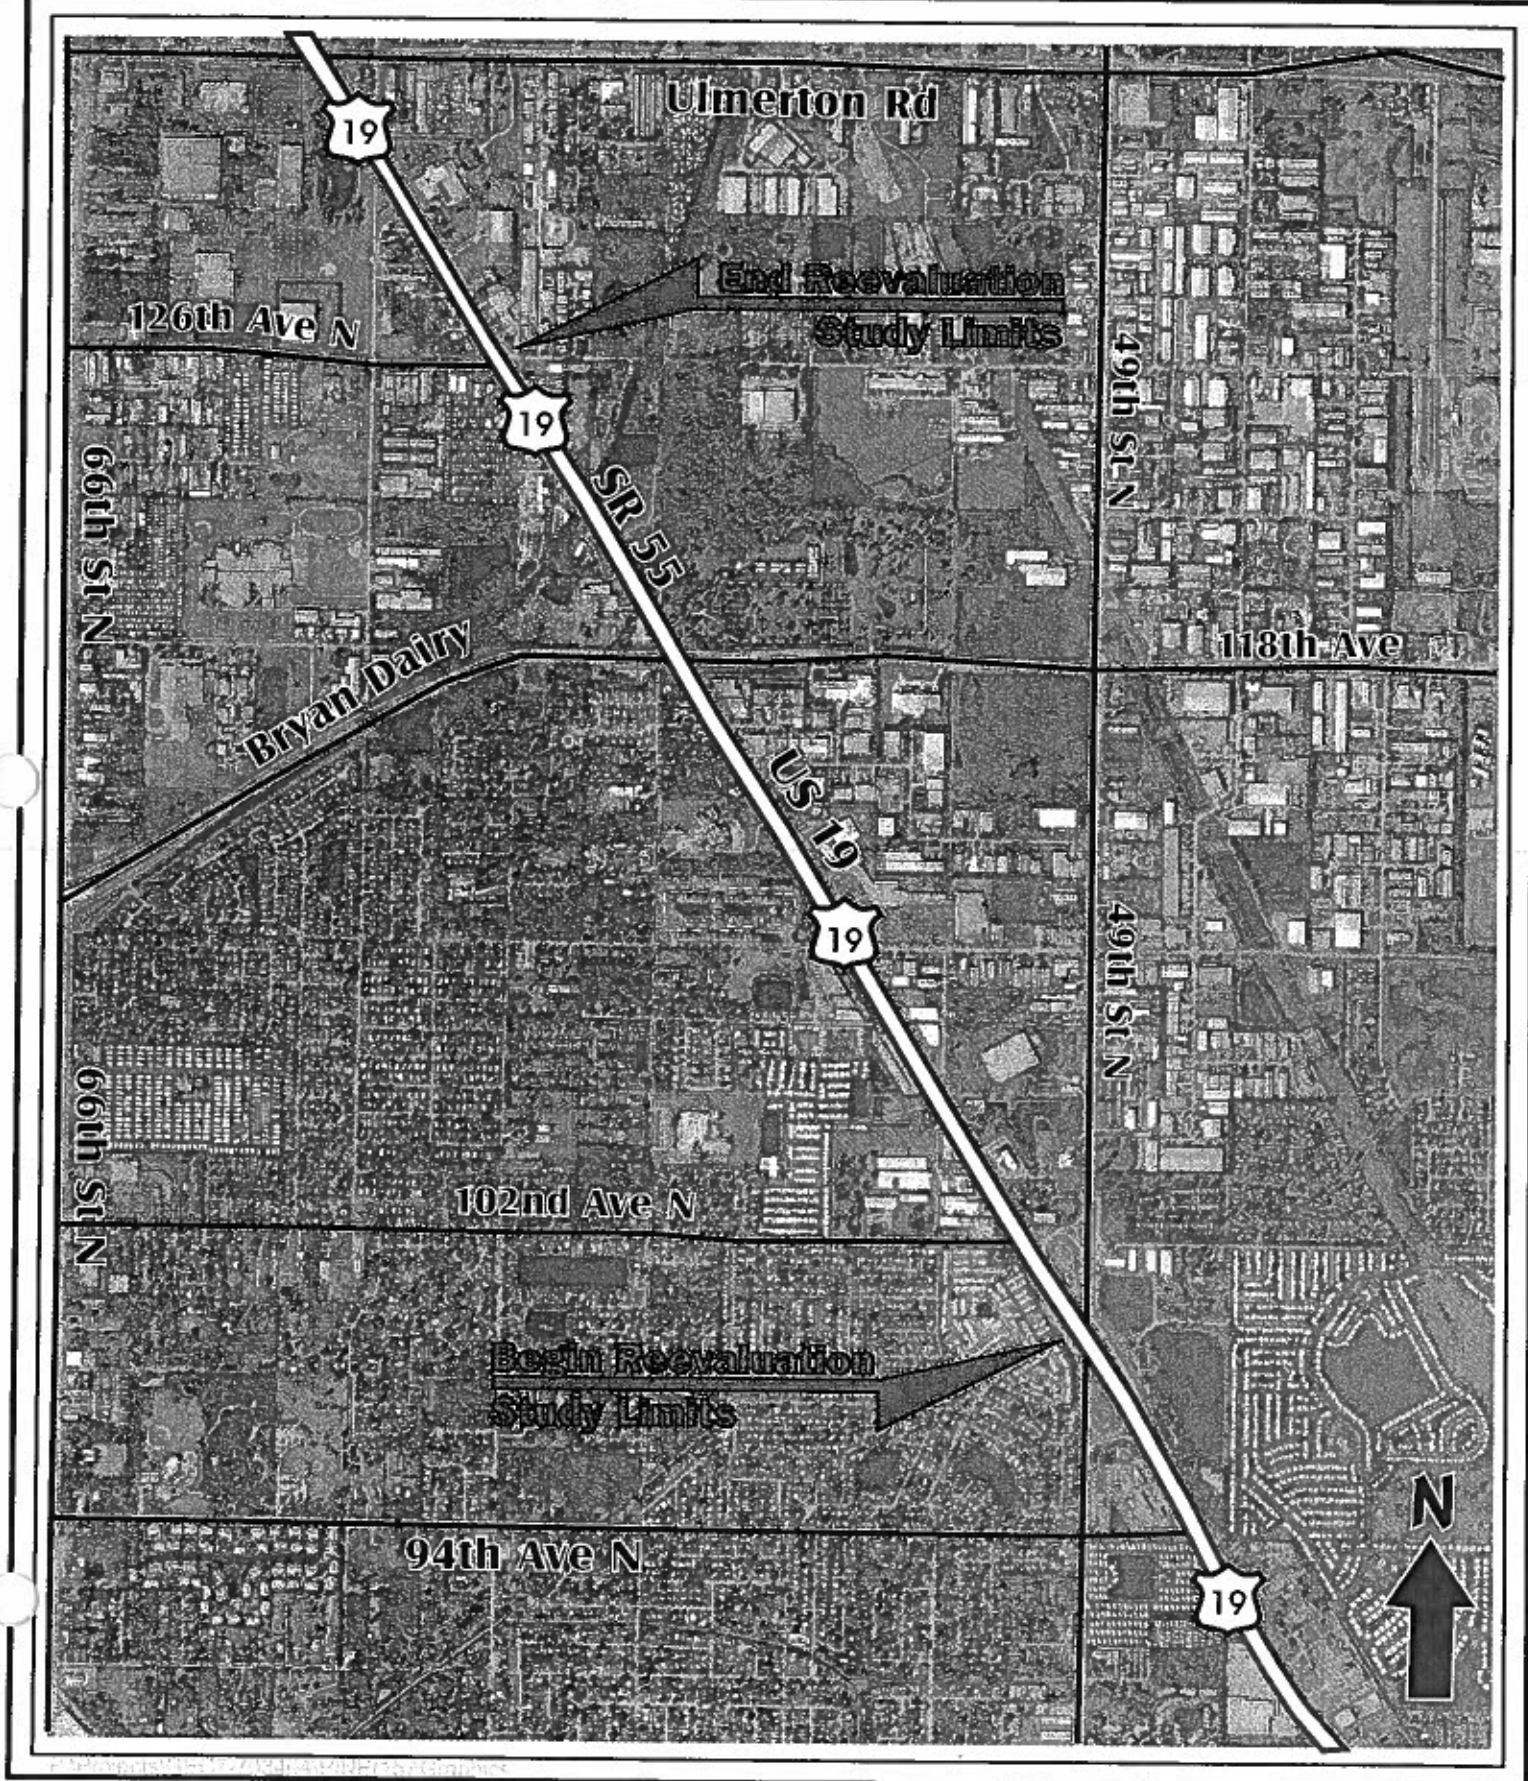 Ulmerton Rd
19
End Reevaluation
Study Limits
126th Ave N
49th St N
19
66th St N
SR 55
118th Ave
Bryan Dairy
US 19
19
49th St N
66th St N
102nd Ave N
Begin Reevaluation
Study Limits
N
94th Ave N
19